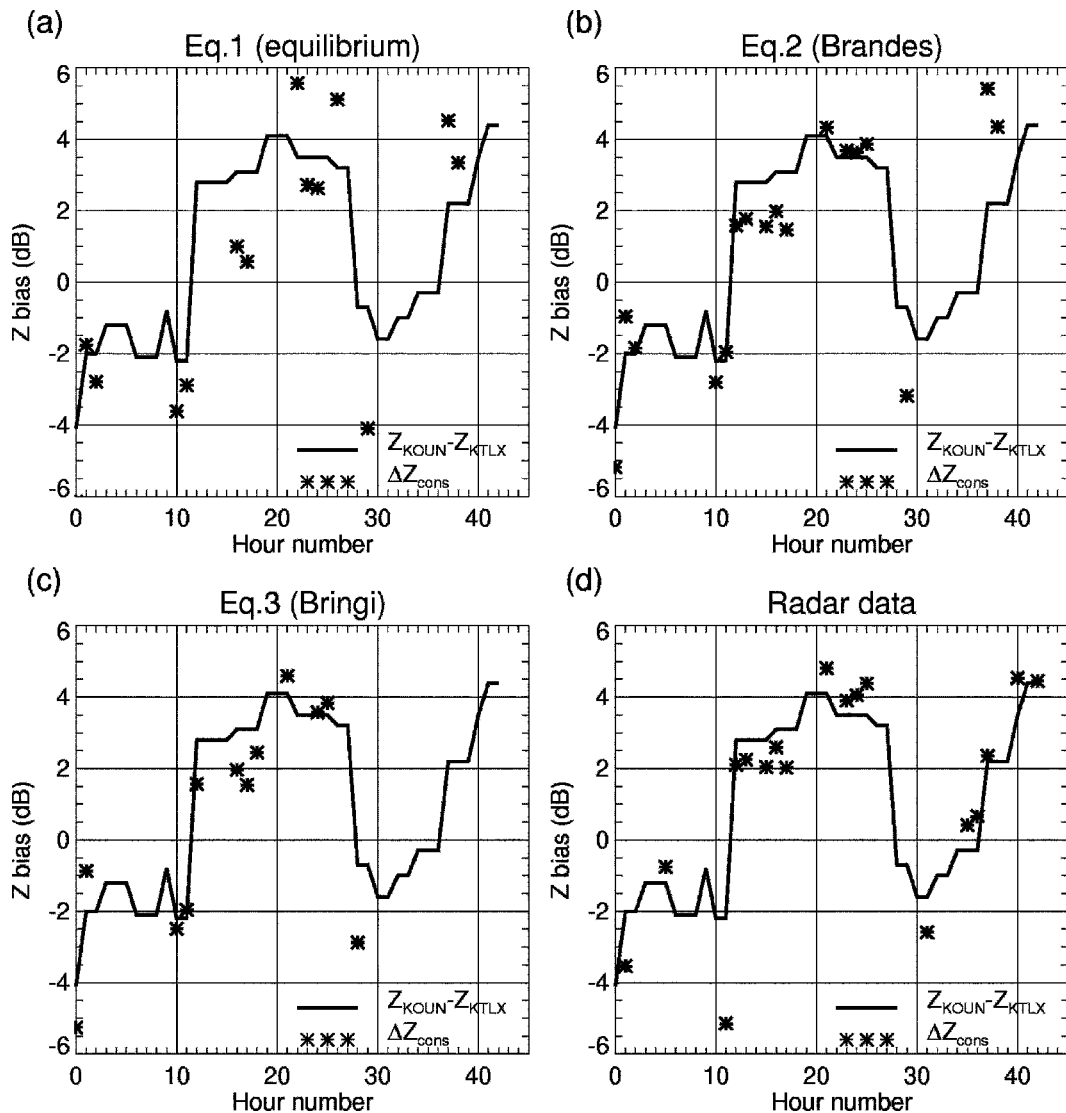 (a)
Eq.1 (equilibrium)
(b)
Eq.2 (Brandes)
6
4
2
0
-2
-4
-6
Z bias (dB)
Z_KOUN-Z_KTLX
ΔZ_cons
0 10 20 30 40
Hour number
6
4
2
0
-2
-4
-6
Z bias (dB)
Z_KOUN-Z_KTLX
ΔZ_cons
0 10 20 30 40
Hour number
(c)
Eq.3 (Bringi)
(d)
Radar data
6
4
2
0
-2
-4
-6
Z bias (dB)
Z_KOUN-Z_KTLX
ΔZ_cons
0 10 20 30 40
Hour number
6
4
2
0
-2
-4
-6
Z bias (dB)
Z_KOUN-Z_KTLX
ΔZ_cons
0 10 20 30 40
Hour number